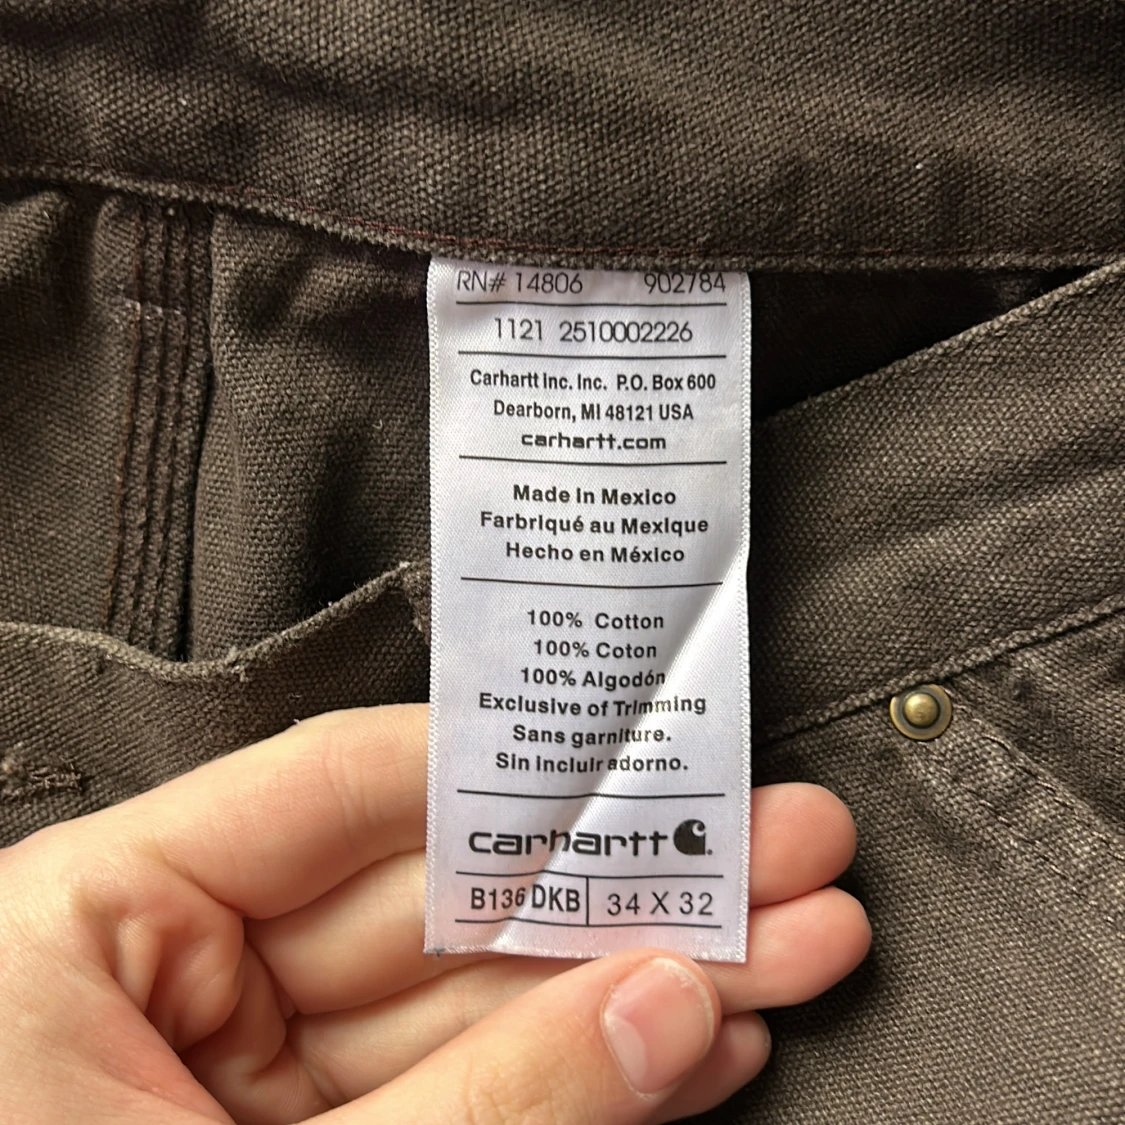 RN# 14806 902784
1121 2510002226
Carhartt Inc. Inc. P.O. Box 600
Dearborn, MI 48121 USA
carhartt.com
Made in Mexico
Farbriqué au Mexique
Hecho en México
100% Cotton
100% Coton
100% Algodón
Exclusive of Trimming
Sans garniture.
Sin incluir adorno.
carhartt
B136 DKB 34 X 32